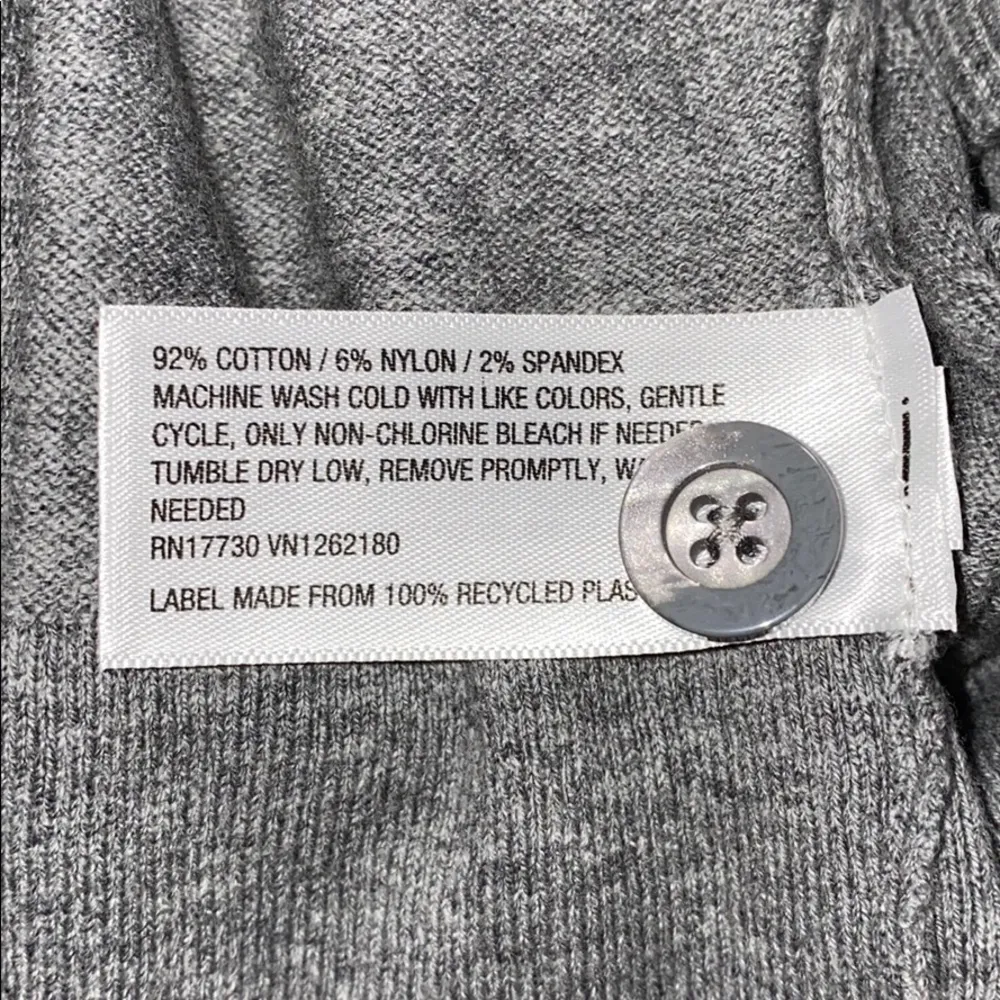 92% COTTON / 6% NYLON / 2% SPANDEX
MACHINE WASH COLD WITH LIKE COLORS, GENTLE
CYCLE, ONLY NON-CHLORINE BLEACH IF
TUMBLE DRY LOW, REMOVE PROMPTLY,
NEEDED
RN17730 VN1262180
LABEL MADE FROM 100% RECYCLED